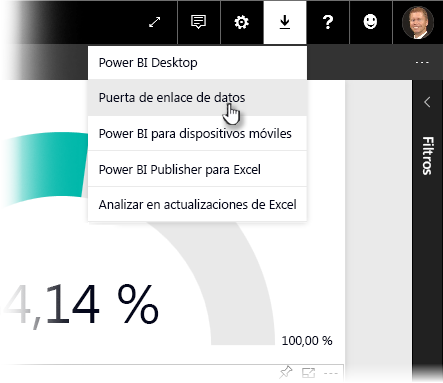 Power BI Desktop
Puerta de enlace de datos
Power BI para dispositivos móviles
Power BI Publisher para Excel
Analizar en actualizaciones de Excel
Filtros
4,14 %
100,00 %